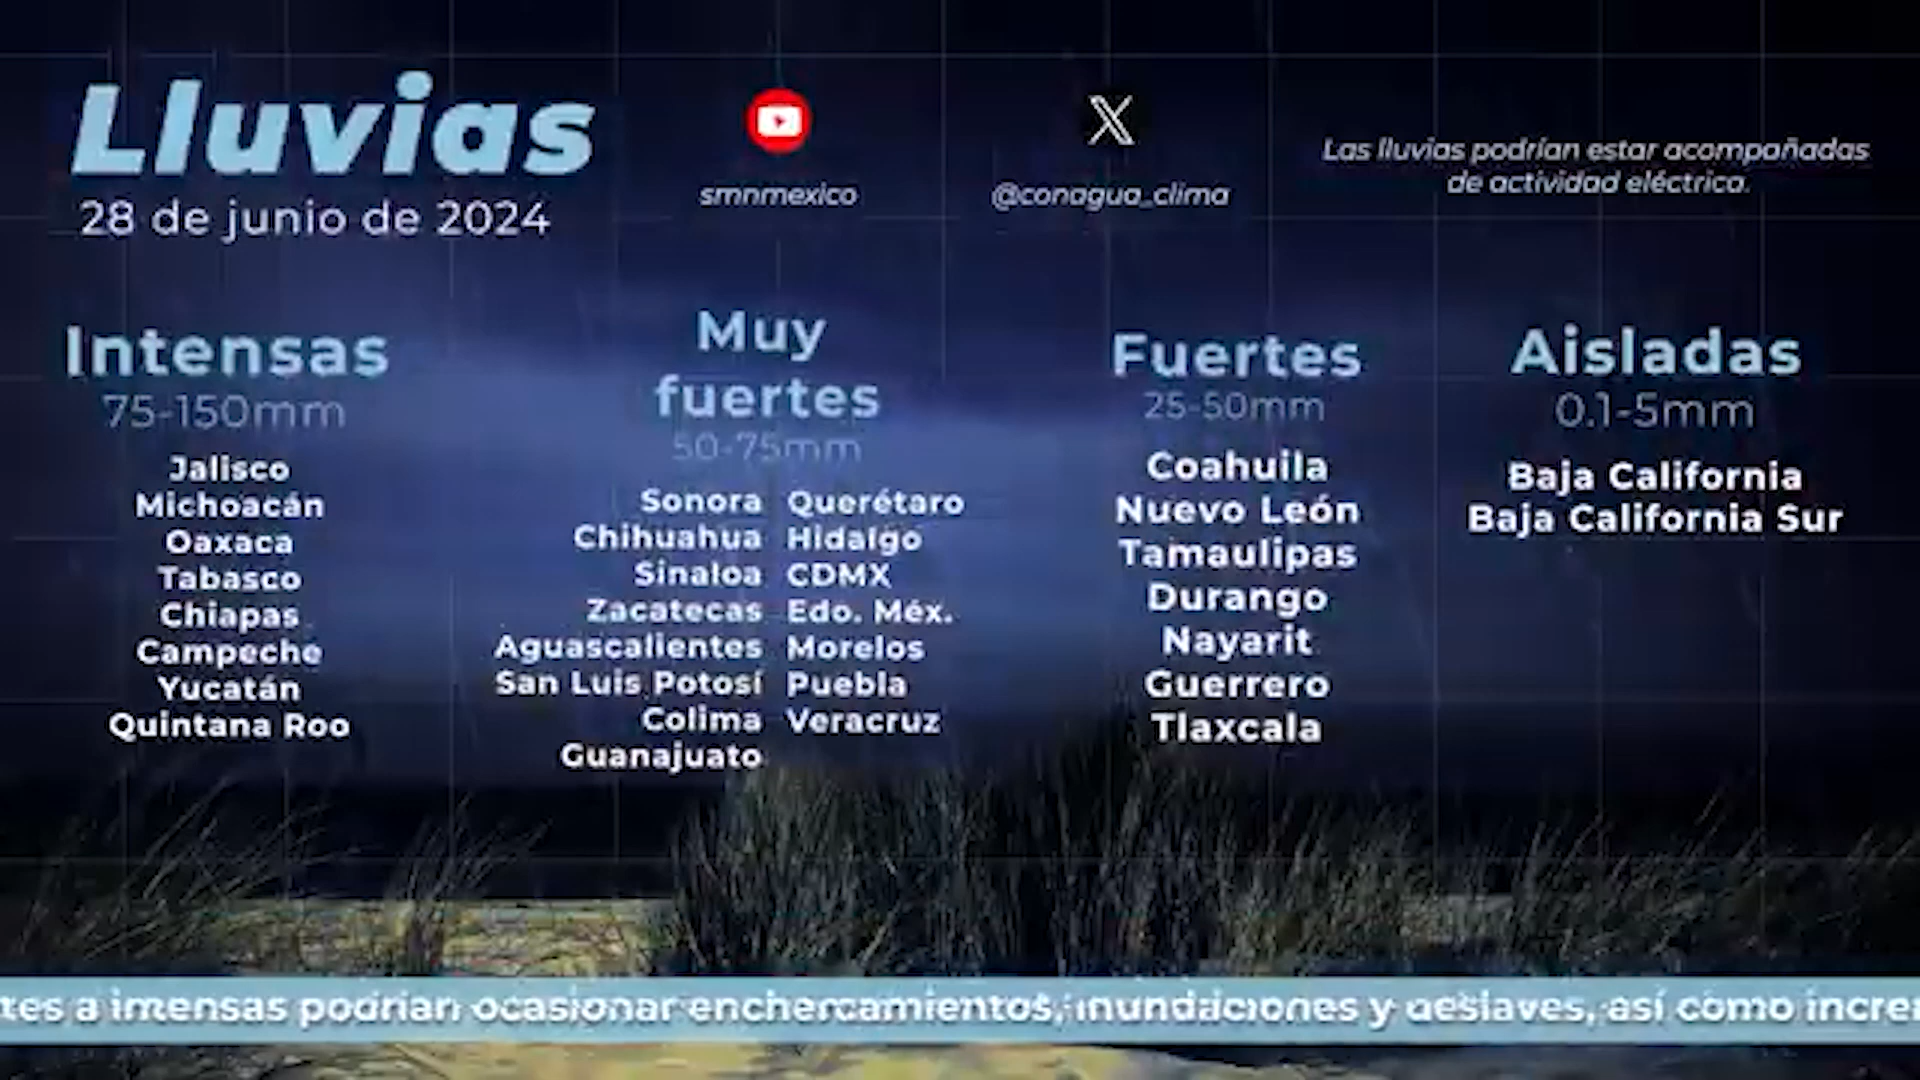 Lluvias
28 de junio de 2024
smnmexico
@conagua_clima
Las lluvias podrían estar acompañadas
de actividad eléctrica.
Intensas
75-150mm
Jalisco
Michoacán
Oaxaca
Tabasco
Chiapas
Campeche
Yucatán
Quintana Roo
Muy
fuertes
50-75mm
Sonora
Chihuahua
Sinaloa
Zacatecas
Aguascalientes
San Luis Potosí
Colima
Guanajuato
Querétaro
Hidalgo
CDMX
Edo. Méx.
Morelos
Puebla
Veracruz
Fuertes
25-50mm
Coahuila
Nuevo León
Tamaulipas
Durango
Nayarit
Guerrero
Tlaxcala
Aisladas
0.1-5mm
Baja California
Baja California Sur
tes a intensas podrían ocasionar encharcamientos, inundaciones y deslaves, así como incre